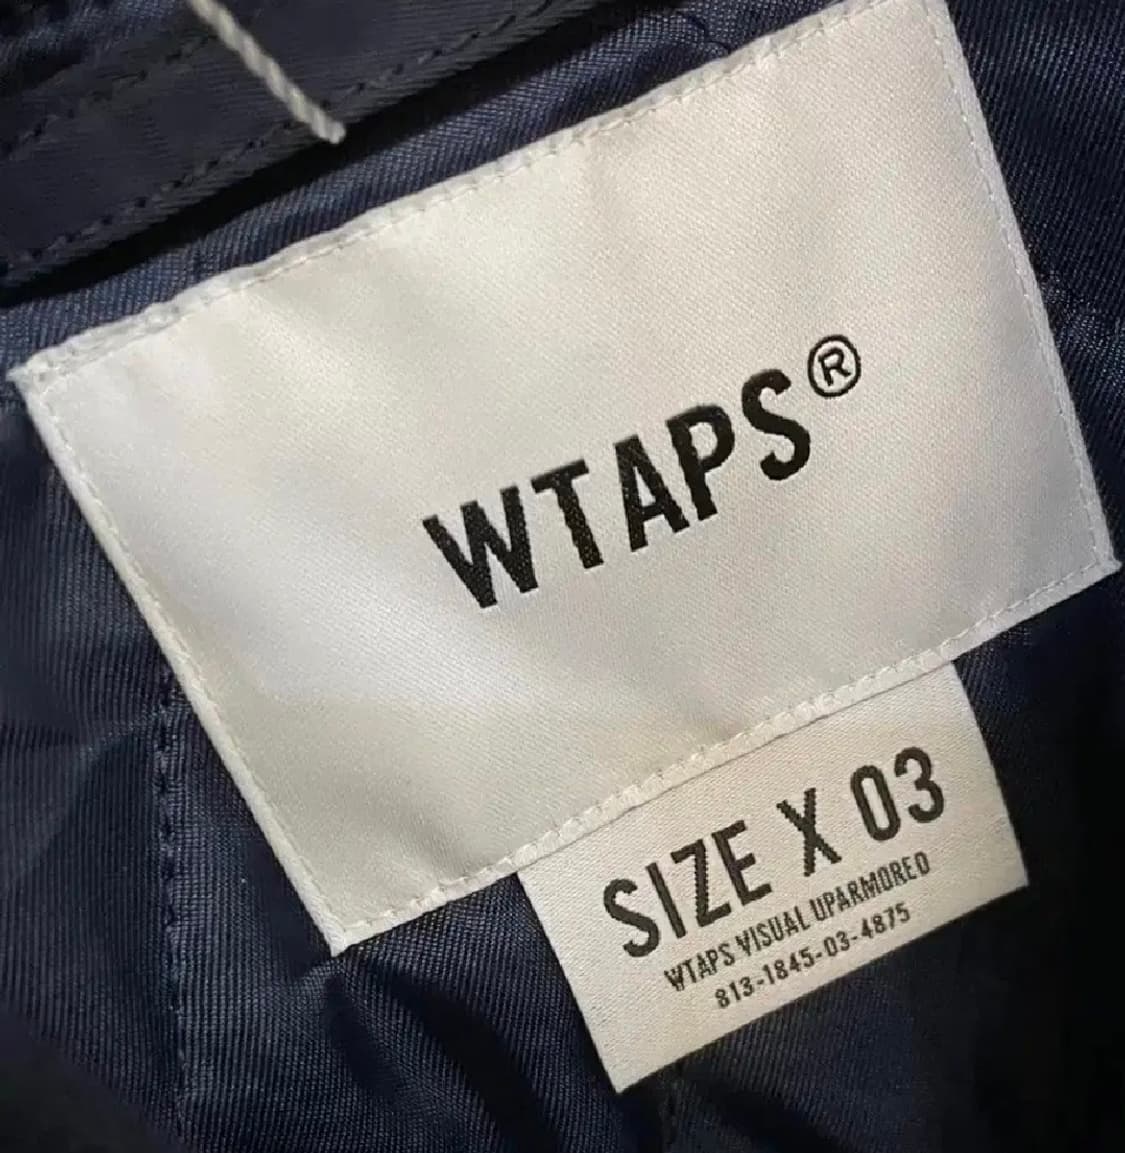 WTAPS®
SIZE X 03
WTAPS VISUAL UPARMORED
813-1845-03-4875